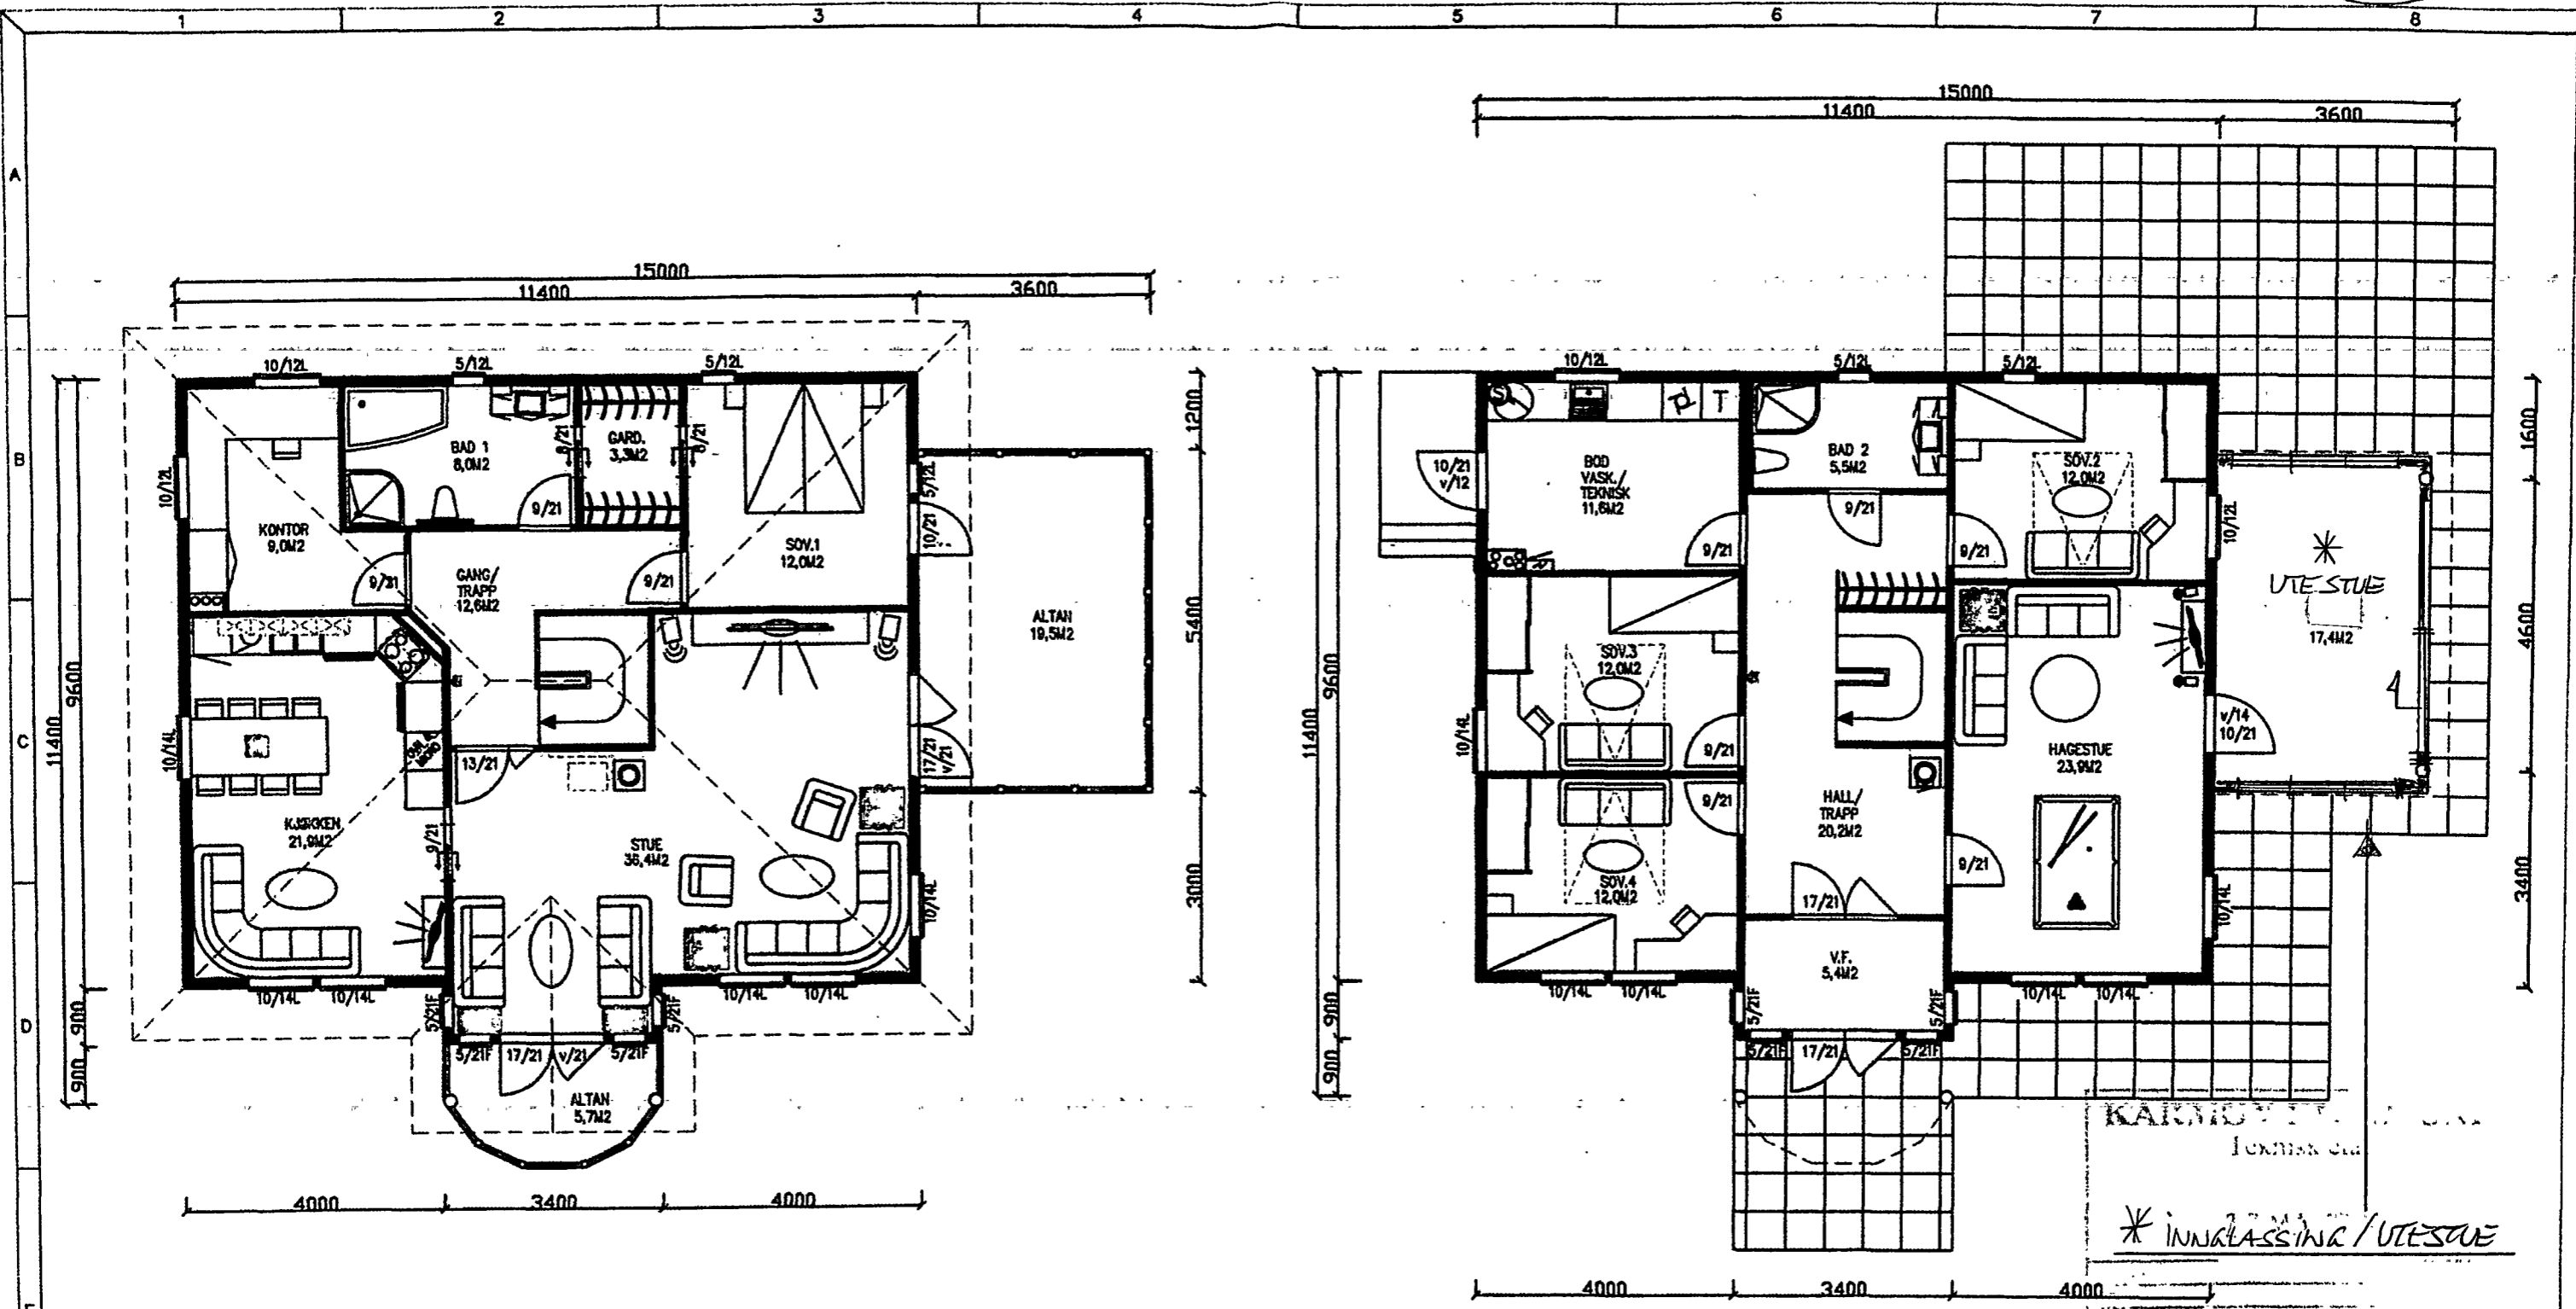 1 2 3 4 5 6 7 8
A
B
C
D
15000
11400 3600
10/12L 5/12L 5/12L
10/12L
BAD 1
8,0M2
8/21
GARD.
3,3M2
8/21
9/21
KONTOR
9,0M2
9/21
GANG/
TRAPP
12,6M2
9/21
SOV.1
12,0M2
5/12L
10/21
ALTAN
19,5M2
1200
5400
3000
9600
11400
900
900
10/14L
13/21
17/21
v/21
KJØKKEN
21,9M2
9/21
STUE
36,4M2
10/14L
10/14L 10/14L
10/14L 10/14L
5/21F
5/21F
5/21F 17/21 v/21 5/21F
ALTAN
5,7M2
4000 3400 4000
15000
11400 3600
10/12L 5/12L 5/12L
10/21
v/12
BOD
VASK./
TEKNISK
11,6M2
9/21
BAD 2
5,5M2
9/21
SOV.2
12,0M2
9/21
10/12L
UTESTUE
17,4M2
1600
4600
3400
9600
11400
900
900
10/14L
SOV.3
12,0M2
9/21
9/21
SOV.4
12,0M2
HALL/
TRAPP
20,2M2
17/21
9/21
HAGESTUE
23,9M2
v/14
10/21
10/14L
V.F.
5,4M2
10/14L 10/14L
10/14L 10/14L
5/21F
5/21F
5/21F 17/21 5/21F
Teknisk
* INNGLASSING / UTESTUE
4000 3400 4000